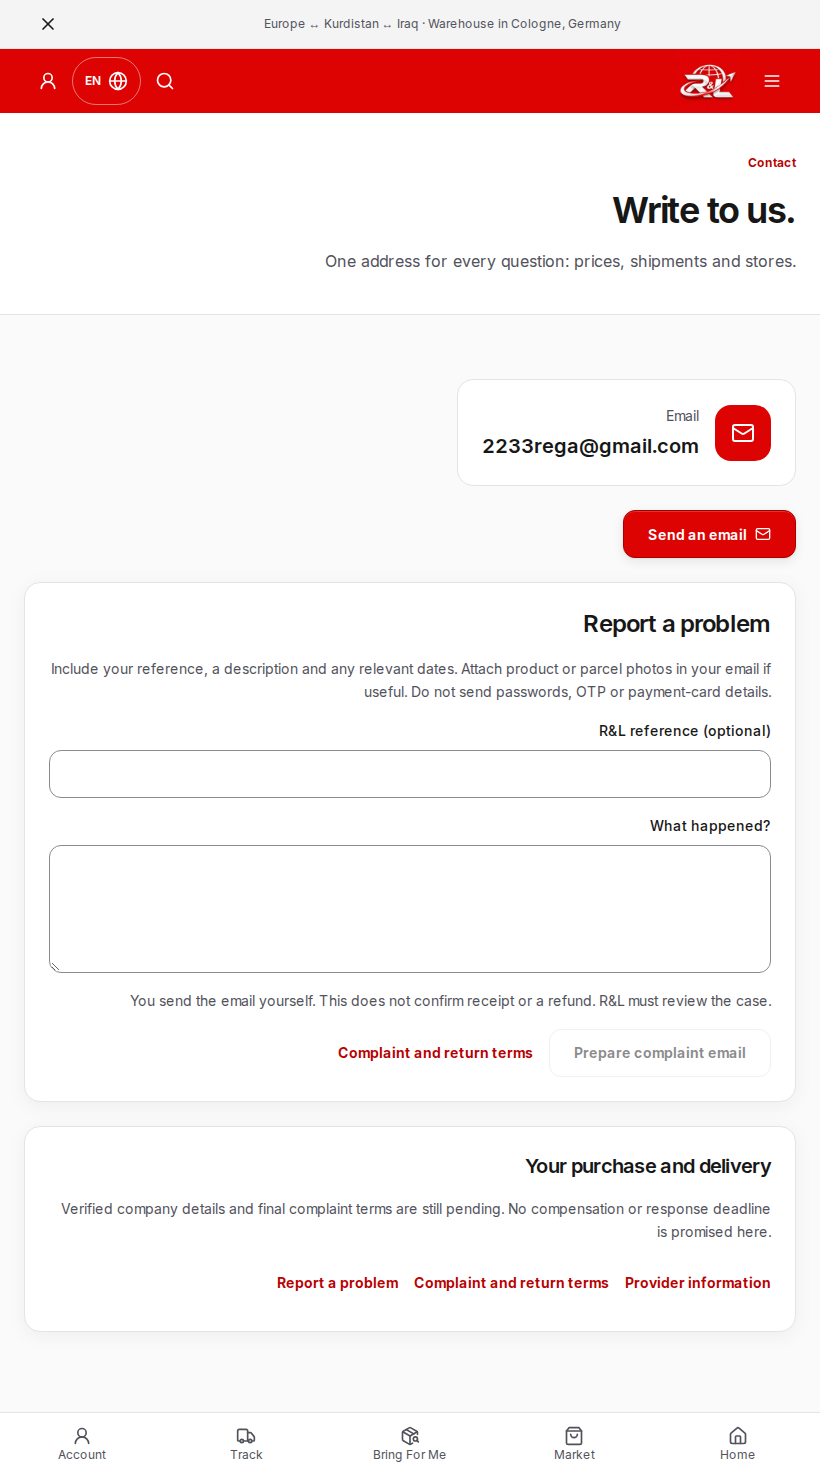 Europe ↔ Kurdistan ↔ Iraq · Warehouse in Cologne, Germany
EN
R&L
Contact
Write to us.
One address for every question: prices, shipments and stores.
Email
2233rega@gmail.com
Send an email
Report a problem
Include your reference, a description and any relevant dates. Attach product or parcel photos in your email if
useful. Do not send passwords, OTP or payment-card details.
R&L reference (optional)
What happened?
You send the email yourself. This does not confirm receipt or a refund. R&L must review the case.
Complaint and return terms
Prepare complaint email
Your purchase and delivery
Verified company details and final complaint terms are still pending. No compensation or response deadline
is promised here.
Report a problem
Complaint and return terms
Provider information
Account
Track
Bring For Me
Market
Home